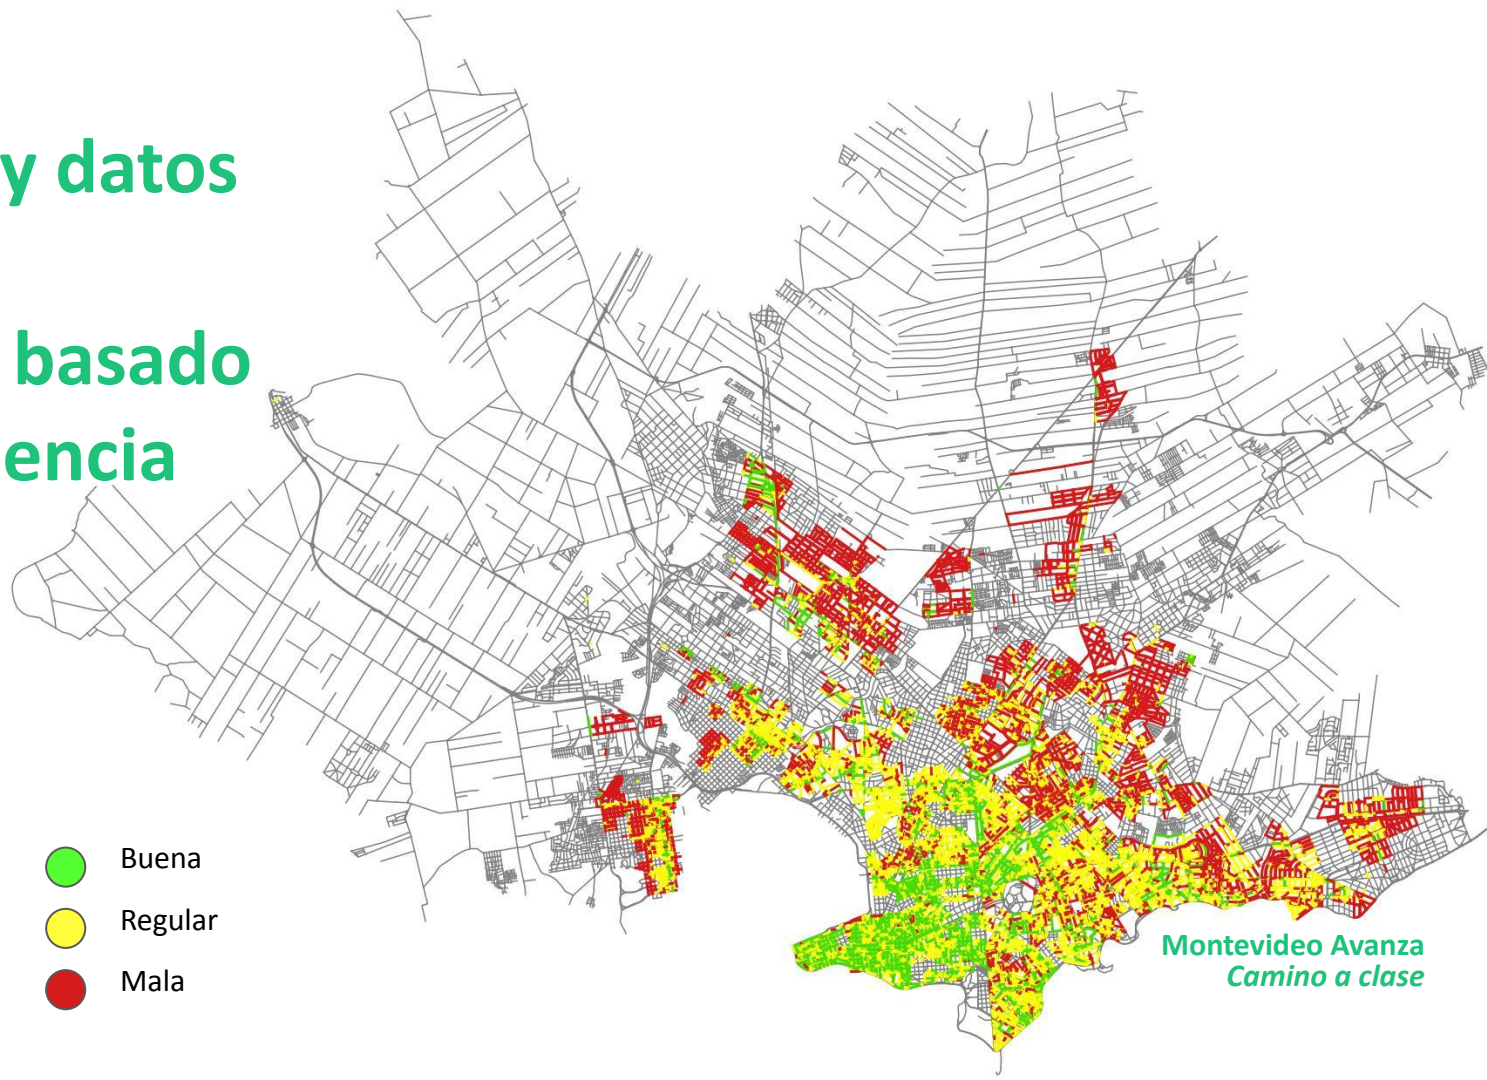 y datos
basado
encia
Buena
Regular
Mala
Montevideo Avanza
Camino a clase